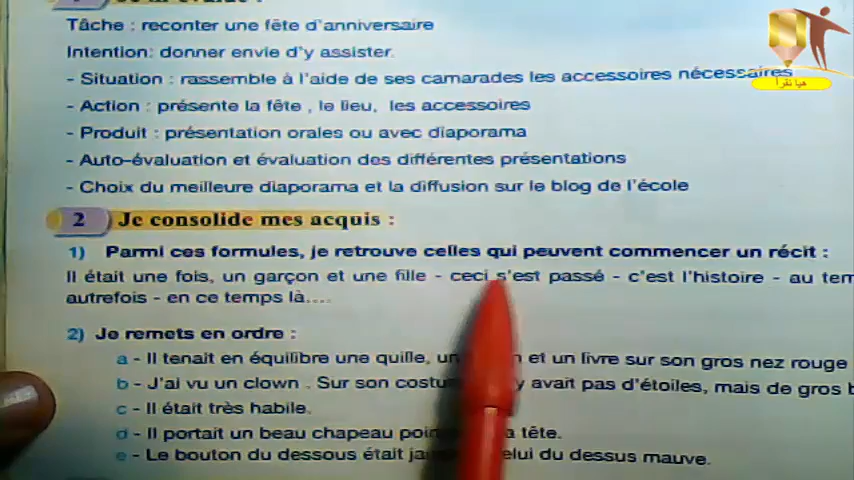 Tâche : reconter une fête d'anniversaire
Intention: donner envie d'y assister.
- Situation : rassemble à l'aide de ses camarades les accessoires nécessaires
- Action : présente la fête , le lieu, les accessoires
- Produit : présentation orales ou avec diaporama
- Auto-évaluation et évaluation des différentes présentations
- Choix du meilleure diaporama et la diffusion sur le blog de l'école
هيا نقرأ
2 Je consolide mes acquis :
1) Parmi ces formules, je retrouve celles qui peuvent commencer un récit :
Il était une fois, un garçon et une fille - ceci s'est passé - c'est l'histoire - au
autrefois - en ce temps là....
2) Je remets en ordre :
a - Il tenait en équilibre une quille, et un livre sur son gros nez rouge
b - J'ai vu un clown . Sur son avait pas d'étoiles, mais de gros
c - Il était très habile.
d - Il portait un beau chapeau tête.
e - Le bouton du dessous était du dessus mauve.